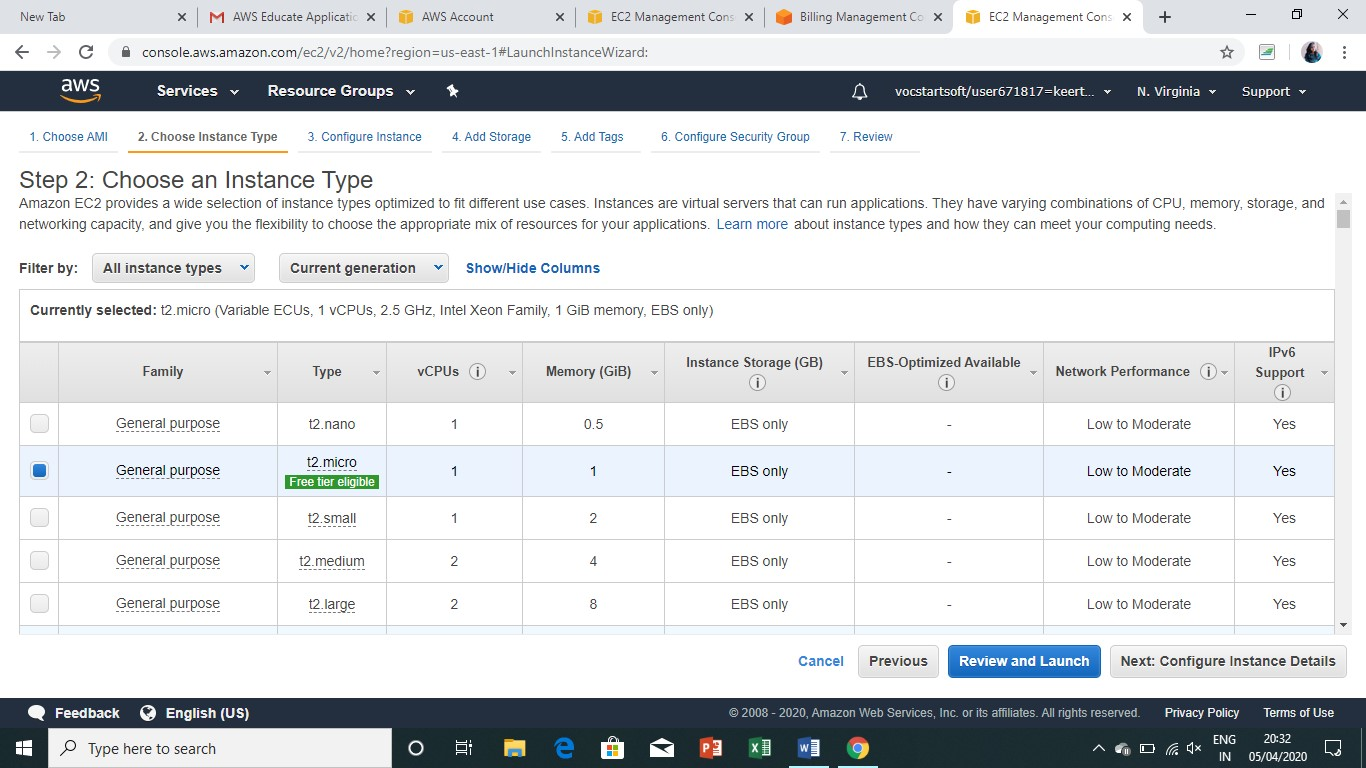 New Tab
AWS Educate Applicatio
AWS Account
EC2 Management Cons
Billing Management Co
EC2 Management Cons
console.aws.amazon.com/ec2/v2/home?region=us-east-1#LaunchInstanceWizard:
aws Services Resource Groups vocstartsoft/user671817=keert... N. Virginia Support
1. Choose AMI 2. Choose Instance Type 3. Configure Instance 4. Add Storage 5. Add Tags 6. Configure Security Group 7. Review
Step 2: Choose an Instance Type
Amazon EC2 provides a wide selection of instance types optimized to fit different use cases. Instances are virtual servers that can run applications. They have varying combinations of CPU, memory, storage, and
networking capacity, and give you the flexibility to choose the appropriate mix of resources for your applications. Learn more about instance types and how they can meet your computing needs.
Filter by: All instance types Current generation Show/Hide Columns
Currently selected: t2.micro (Variable ECUs, 1 vCPUs, 2.5 GHz, Intel Xeon Family, 1 GiB memory, EBS only)
Family Type vCPUs Memory (GiB) Instance Storage (GB) EBS-Optimized Available Network Performance IPv6
Support
General purpose t2.nano 1 0.5 EBS only - Low to Moderate Yes
General purpose t2.micro 1 1 EBS only - Low to Moderate Yes
Free tier eligible
General purpose t2.small 1 2 EBS only - Low to Moderate Yes
General purpose t2.medium 2 4 EBS only - Low to Moderate Yes
General purpose t2.large 2 8 EBS only - Low to Moderate Yes
Cancel Previous Review and Launch Next: Configure Instance Details
Feedback English (US) © 2008 - 2020, Amazon Web Services, Inc. or its affiliates. All rights reserved. Privacy Policy Terms of Use
Type here to search
ENG
IN
20:32
05/04/2020